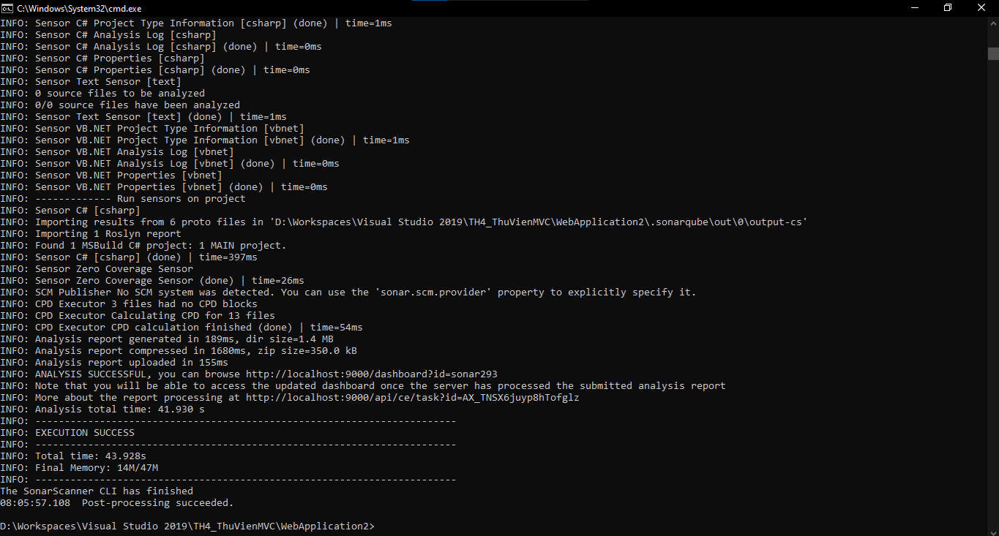 C:\Windows\System32\cmd.exe
INFO: Sensor C# Project Type Information [csharp] (done) | time=1ms
INFO: Sensor C# Analysis Log [csharp]
INFO: Sensor C# Analysis Log [csharp] (done) | time=0ms
INFO: Sensor C# Properties [csharp]
INFO: Sensor C# Properties [csharp] (done) | time=0ms
INFO: Sensor Text Sensor [text]
INFO: 0 source files to be analyzed
INFO: 0/0 source files have been analyzed
INFO: Sensor Text Sensor [text] (done) | time=1ms
INFO: Sensor VB.NET Project Type Information [vbnet]
INFO: Sensor VB.NET Project Type Information [vbnet] (done) | time=1ms
INFO: Sensor VB.NET Analysis Log [vbnet]
INFO: Sensor VB.NET Analysis Log [vbnet] (done) | time=0ms
INFO: Sensor VB.NET Properties [vbnet]
INFO: Sensor VB.NET Properties [vbnet] (done) | time=0ms
INFO: ------------- Run sensors on project
INFO: Sensor C# [csharp]
INFO: Importing results from 6 proto files in 'D:\Workspaces\Visual Studio 2019\TH4_ThuVienMVC\WebApplication2\.sonarqube\out\0\output-cs'
INFO: Importing 1 Roslyn report
INFO: Found 1 MSBuild C# project: 1 MAIN project.
INFO: Sensor C# [csharp] (done) | time=397ms
INFO: Sensor Zero Coverage Sensor
INFO: Sensor Zero Coverage Sensor (done) | time=26ms
INFO: SCM Publisher No SCM system was detected. You can use the 'sonar.scm.provider' property to explicitly specify it.
INFO: CPD Executor 3 files had no CPD blocks
INFO: CPD Executor Calculating CPD for 13 files
INFO: CPD Executor CPD calculation finished (done) | time=54ms
INFO: Analysis report generated in 189ms, dir size=1.4 MB
INFO: Analysis report compressed in 1680ms, zip size=350.0 kB
INFO: Analysis report uploaded in 155ms
INFO: ANALYSIS SUCCESSFUL, you can browse http://localhost:9000/dashboard?id=sonar293
INFO: Note that you will be able to access the updated dashboard once the server has processed the submitted analysis report
INFO: More about the report processing at http://localhost:9000/api/ce/task?id=AX_TNSX6juyp8hTofglz
INFO: Analysis total time: 41.930 s
INFO: ------------------------------------------------------------------------
INFO: EXECUTION SUCCESS
INFO: ------------------------------------------------------------------------
INFO: Total time: 43.928s
INFO: Final Memory: 14M/47M
INFO: ------------------------------------------------------------------------
The SonarScanner CLI has finished
08:05:57.108  Post-processing succeeded.
D:\Workspaces\Visual Studio 2019\TH4_ThuVienMVC\WebApplication2>